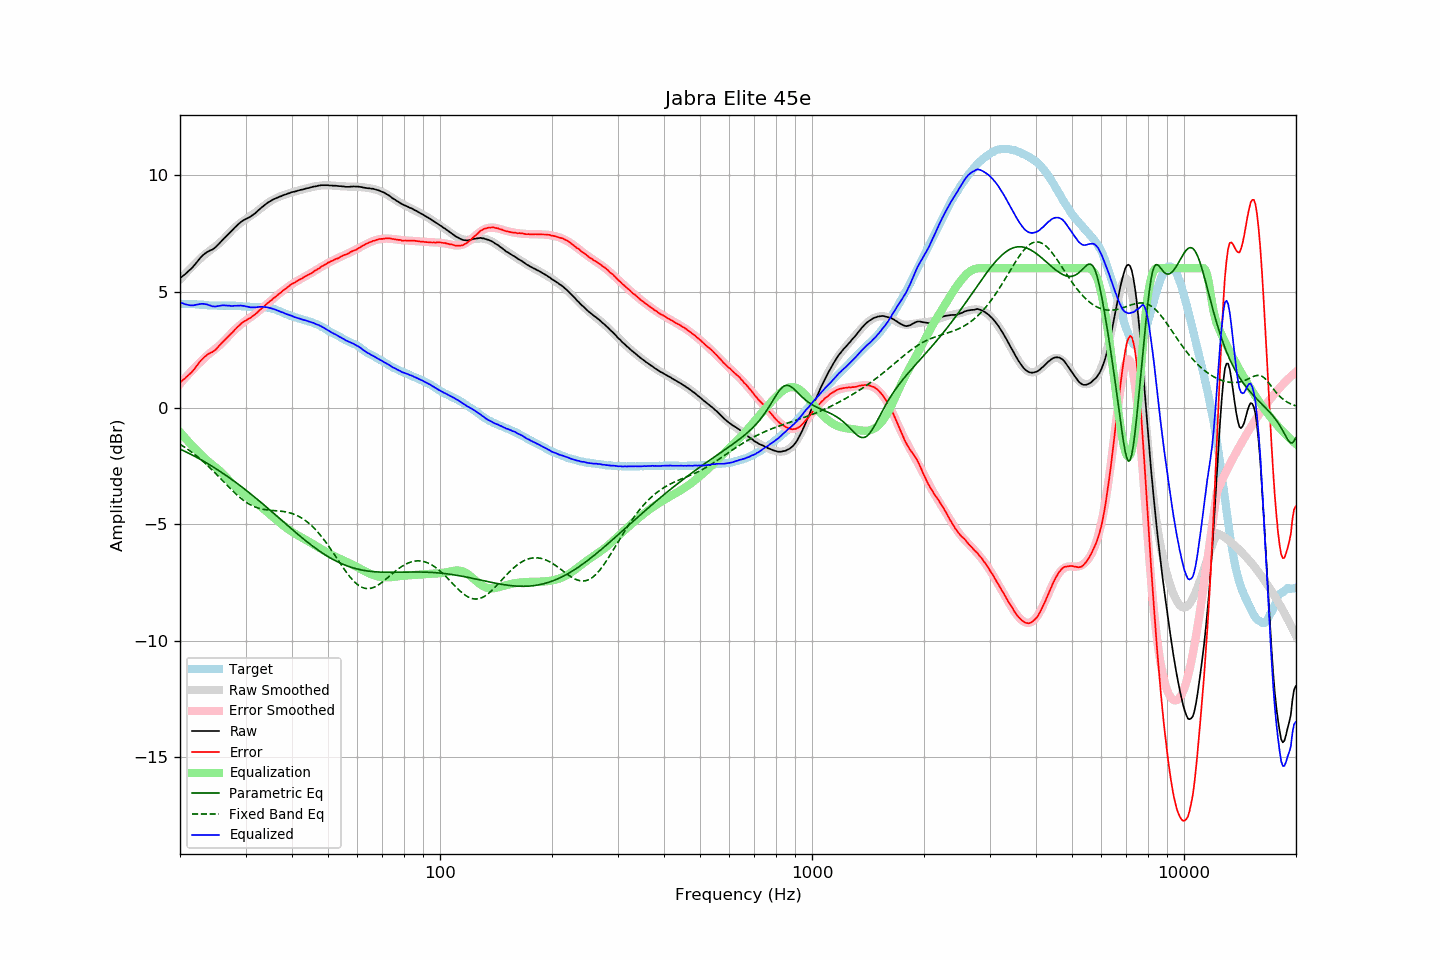 Jabra Elite 45e
Amplitude (dBr)
10
5
0
−5
−10
−15
Target
Raw Smoothed
Error Smoothed
Raw
Error
Equalization
Parametric Eq
Fixed Band Eq
Equalized
100
1000
10000
Frequency (Hz)